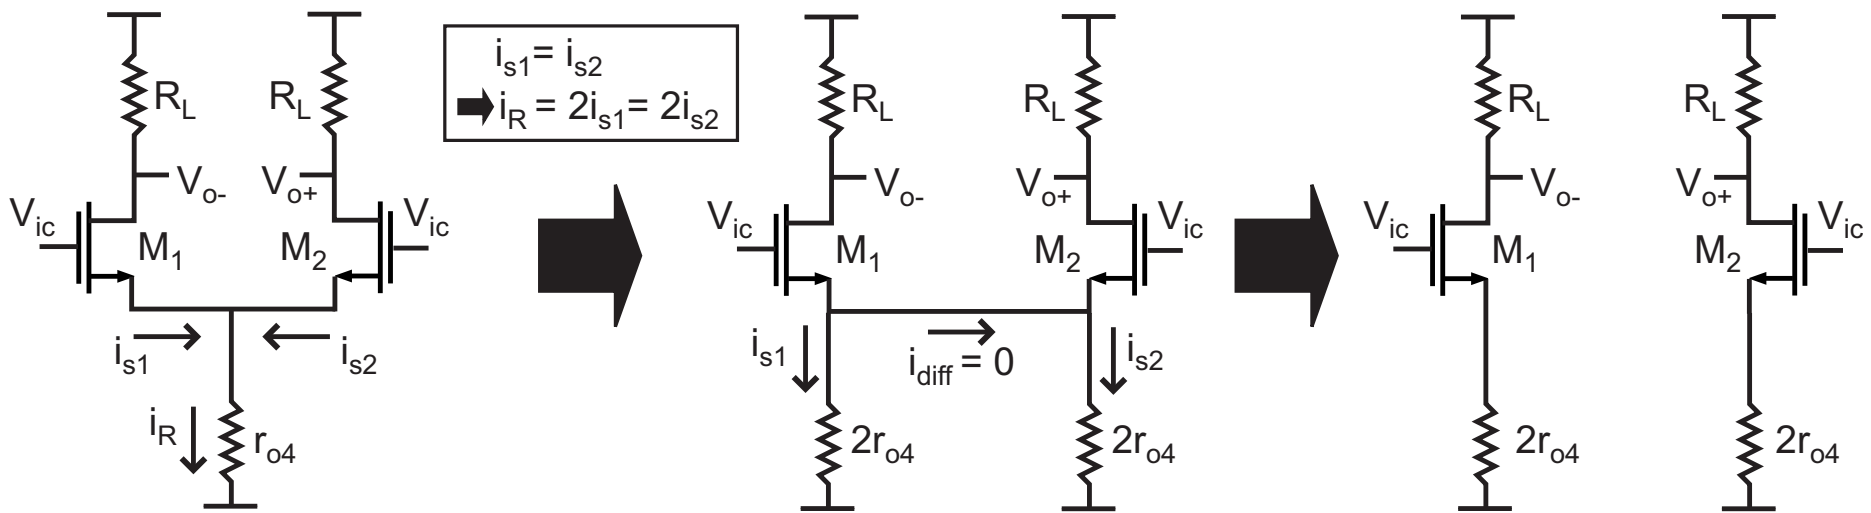 R_L
R_L
V_o-
V_o+
V_ic
V_ic
M_1
M_2
i_s1
i_s2
i_R
r_o4
i_s1 = i_s2
i_R = 2i_s1 = 2i_s2
R_L
R_L
V_o-
V_o+
V_ic
V_ic
M_1
M_2
i_s1
i_diff = 0
i_s2
2r_o4
2r_o4
R_L
R_L
V_o-
V_o+
V_ic
V_ic
M_1
M_2
2r_o4
2r_o4